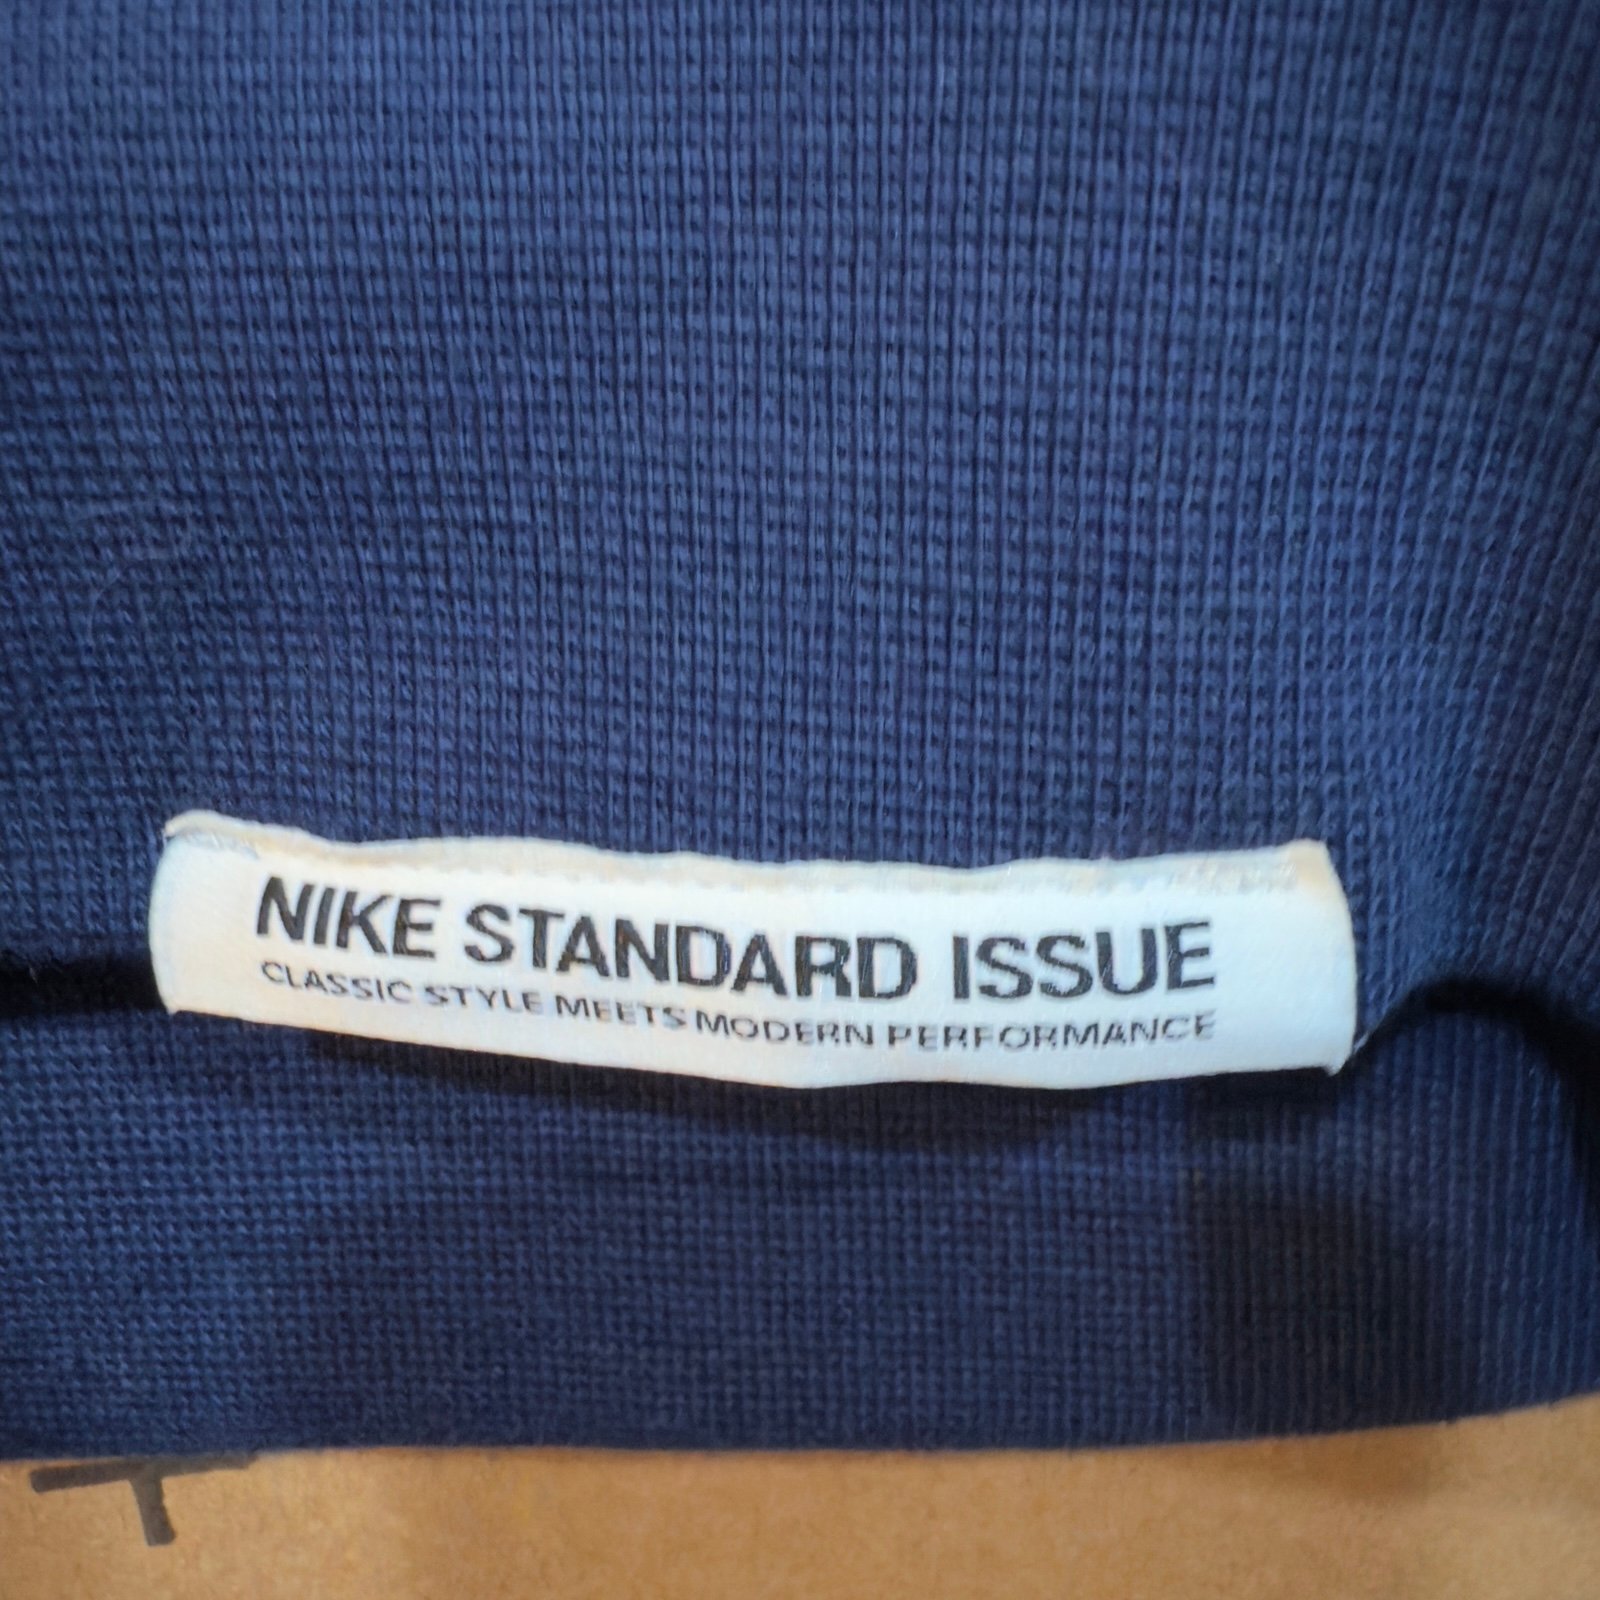 NIKE STANDARD ISSUE
CLASSIC STYLE MEETS MODERN PERFORMANCE